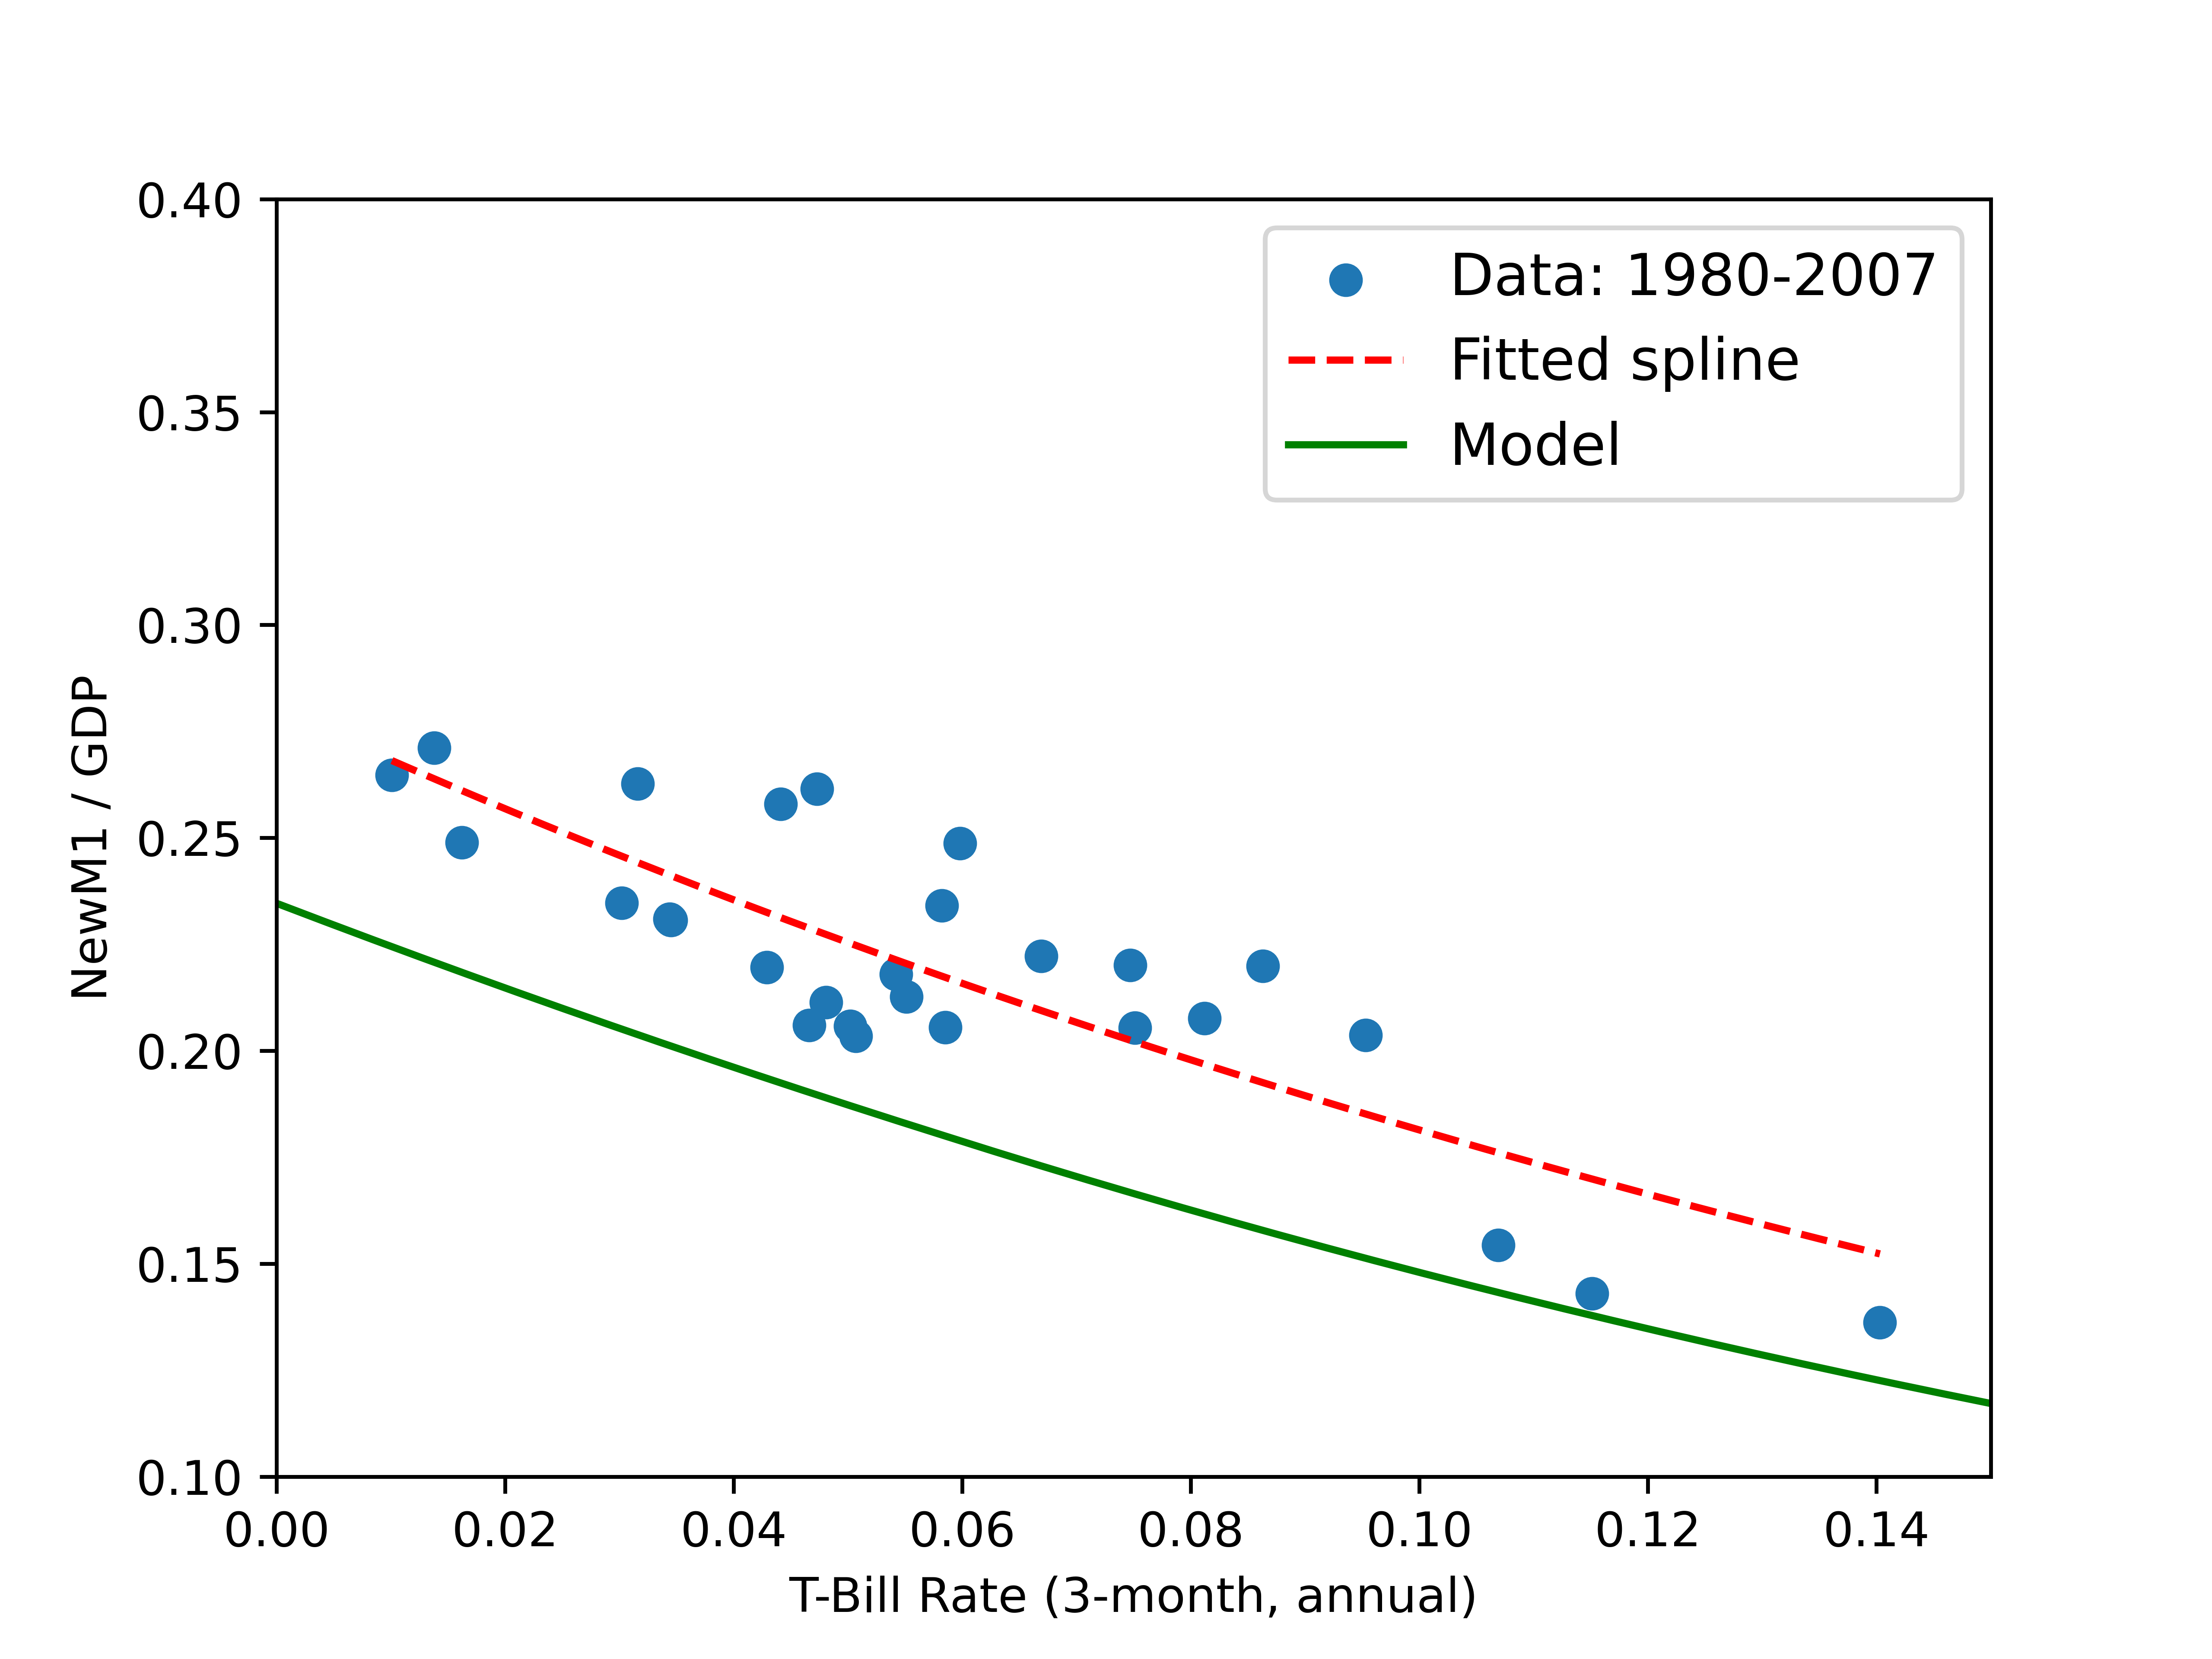 0.40
0.35
0.30
0.25
0.20
0.15
0.10
NewM1 / GDP
Data: 1980-2007
Fitted spline
Model
0.00 0.02 0.04 0.06 0.08 0.10 0.12 0.14
T-Bill Rate (3-month, annual)